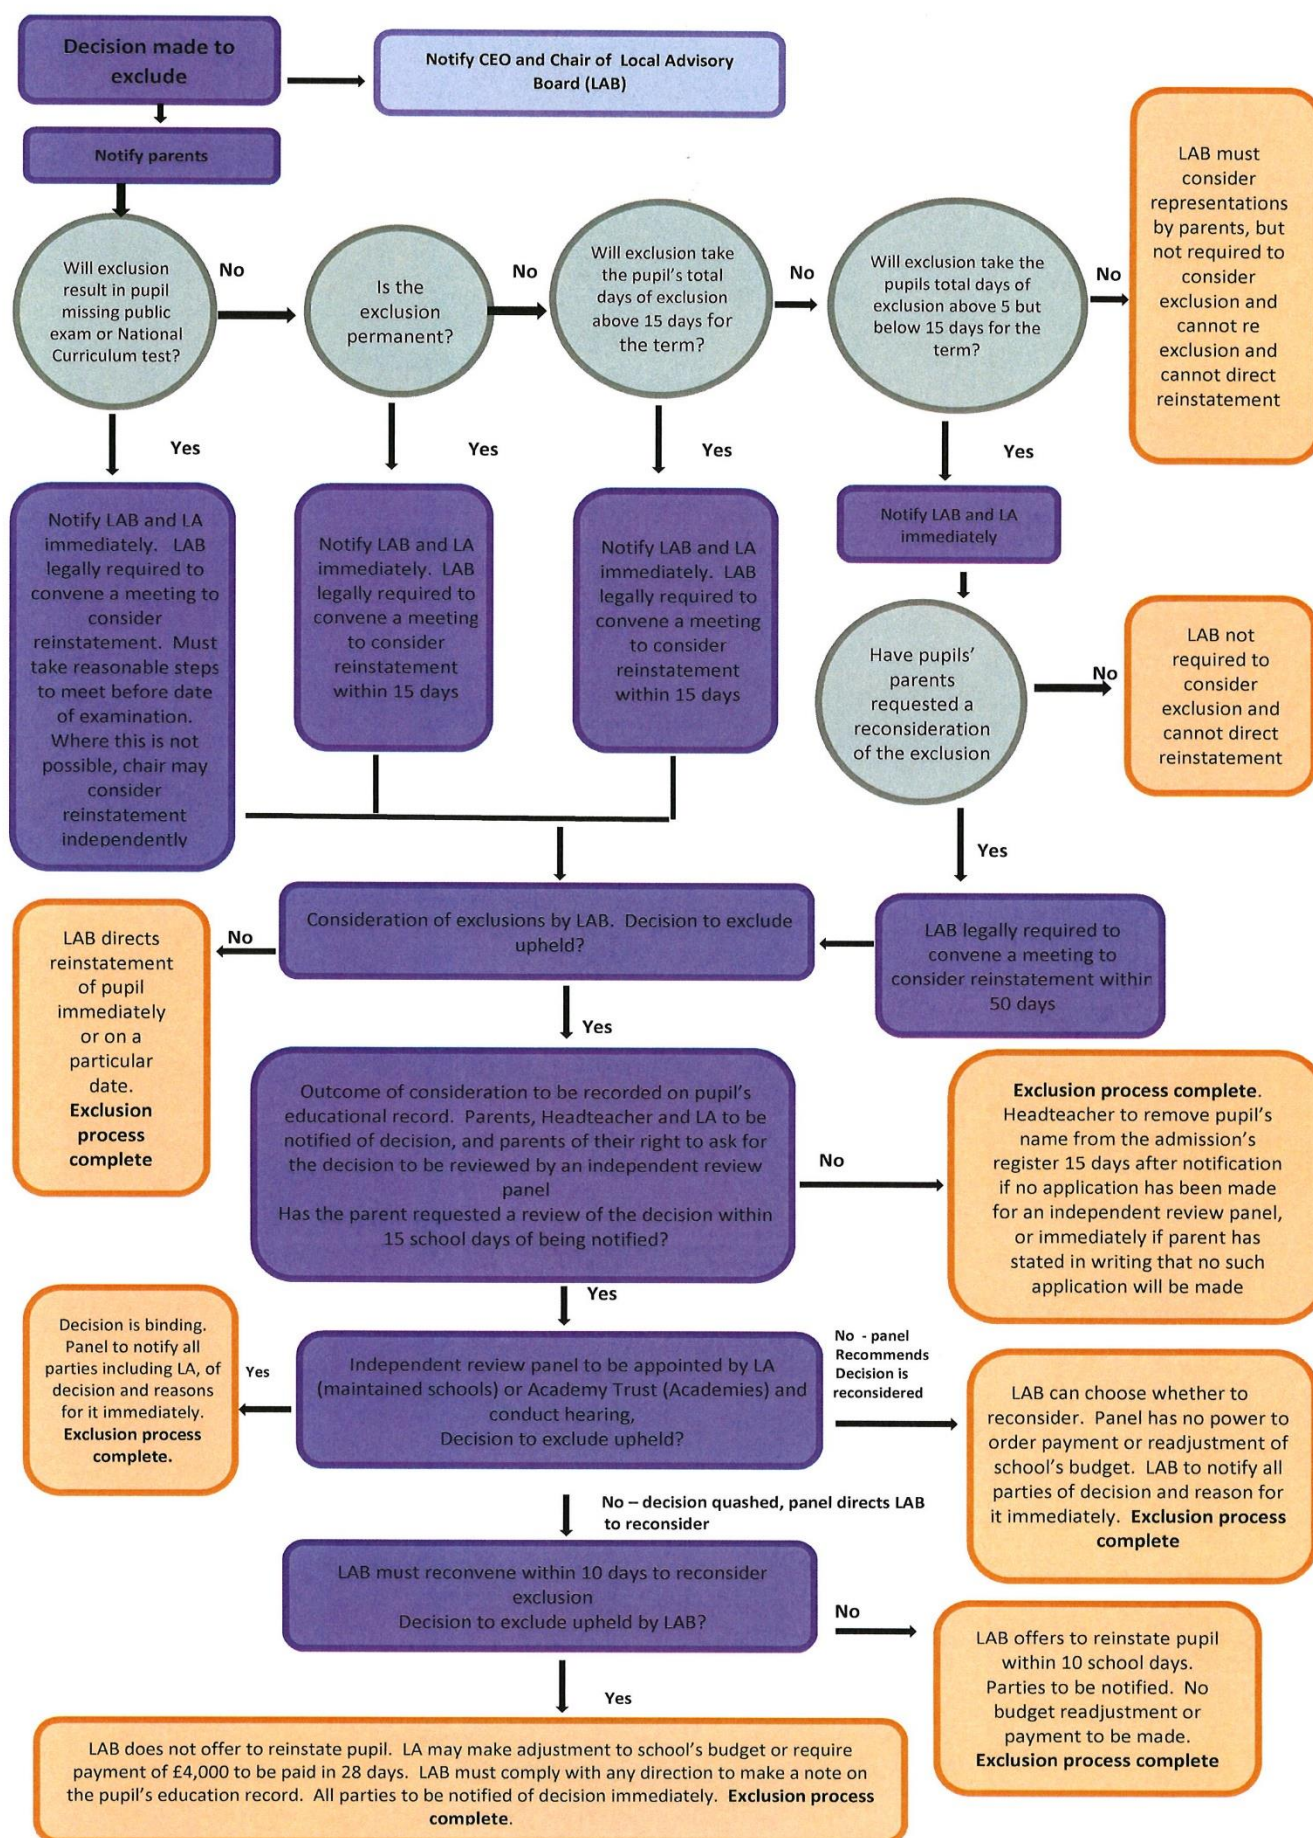 Decision made to
exclude
Notify CEO and Chair of Local Advisory
Board (LAB)
Notify parents
Will exclusion
result in pupil
missing public
exam or National
Curriculum test?
No
Is the
exclusion
permanent?
No
Will exclusion take
the pupil's total
days of exclusion
above 15 days for
the term?
No
Will exclusion take the
pupils total days of
exclusion above 5 but
below 15 days for the
term?
No
LAB must
consider
representations
by parents, but
not required to
consider
exclusion and
cannot re
exclusion and
cannot direct
reinstatement
Yes
Yes
Yes
Yes
Notify LAB and LA
immediately. LAB
legally required to
convene a meeting to
consider
reinstatement. Must
take reasonable steps
to meet before date
of examination.
Where this is not
possible, chair may
consider
reinstatement
independently
Notify LAB and LA
immediately. LAB
legally required to
convene a meeting
to consider
reinstatement
within 15 days
Notify LAB and LA
immediately. LAB
legally required to
convene a meeting
to consider
reinstatement
within 15 days
Notify LAB and LA
immediately
Have pupils'
parents
requested a
reconsideration
of the exclusion
No
LAB not
required to
consider
exclusion and
cannot direct
reinstatement
Yes
LAB legally required to
convene a meeting to
consider reinstatement within
50 days
Consideration of exclusions by LAB. Decision to exclude
upheld?
No
LAB directs
reinstatement
of pupil
immediately
or on a
particular
date.
Exclusion
process
complete
Yes
Outcome of consideration to be recorded on pupil's
educational record. Parents, Headteacher and LA to be
notified of decision, and parents of their right to ask for
the decision to be reviewed by an independent review
panel
Has the parent requested a review of the decision within
15 school days of being notified?
No
Exclusion process complete.
Headteacher to remove pupil's
name from the admission's
register 15 days after notification
if no application has been made
for an independent review panel,
or immediately if parent has
stated in writing that no such
application will be made
Yes
Independent review panel to be appointed by LA
(maintained schools) or Academy Trust (Academies) and
conduct hearing,
Decision to exclude upheld?
Yes
Decision is binding.
Panel to notify all
parties including LA, of
decision and reasons
for it immediately.
Exclusion process
complete.
No - panel
Recommends
Decision is
reconsidered
LAB can choose whether to
reconsider. Panel has no power to
order payment or readjustment of
school's budget. LAB to notify all
parties of decision and reason for
it immediately. Exclusion process
complete
No – decision quashed, panel directs LAB
to reconsider
LAB must reconvene within 10 days to reconsider
exclusion
Decision to exclude upheld by LAB?
No
LAB offers to reinstate pupil
within 10 school days.
Parties to be notified. No
budget readjustment or
payment to be made.
Exclusion process complete
Yes
LAB does not offer to reinstate pupil. LA may make adjustment to school's budget or require
payment of £4,000 to be paid in 28 days. LAB must comply with any direction to make a note on
the pupil's education record. All parties to be notified of decision immediately. Exclusion process
complete.